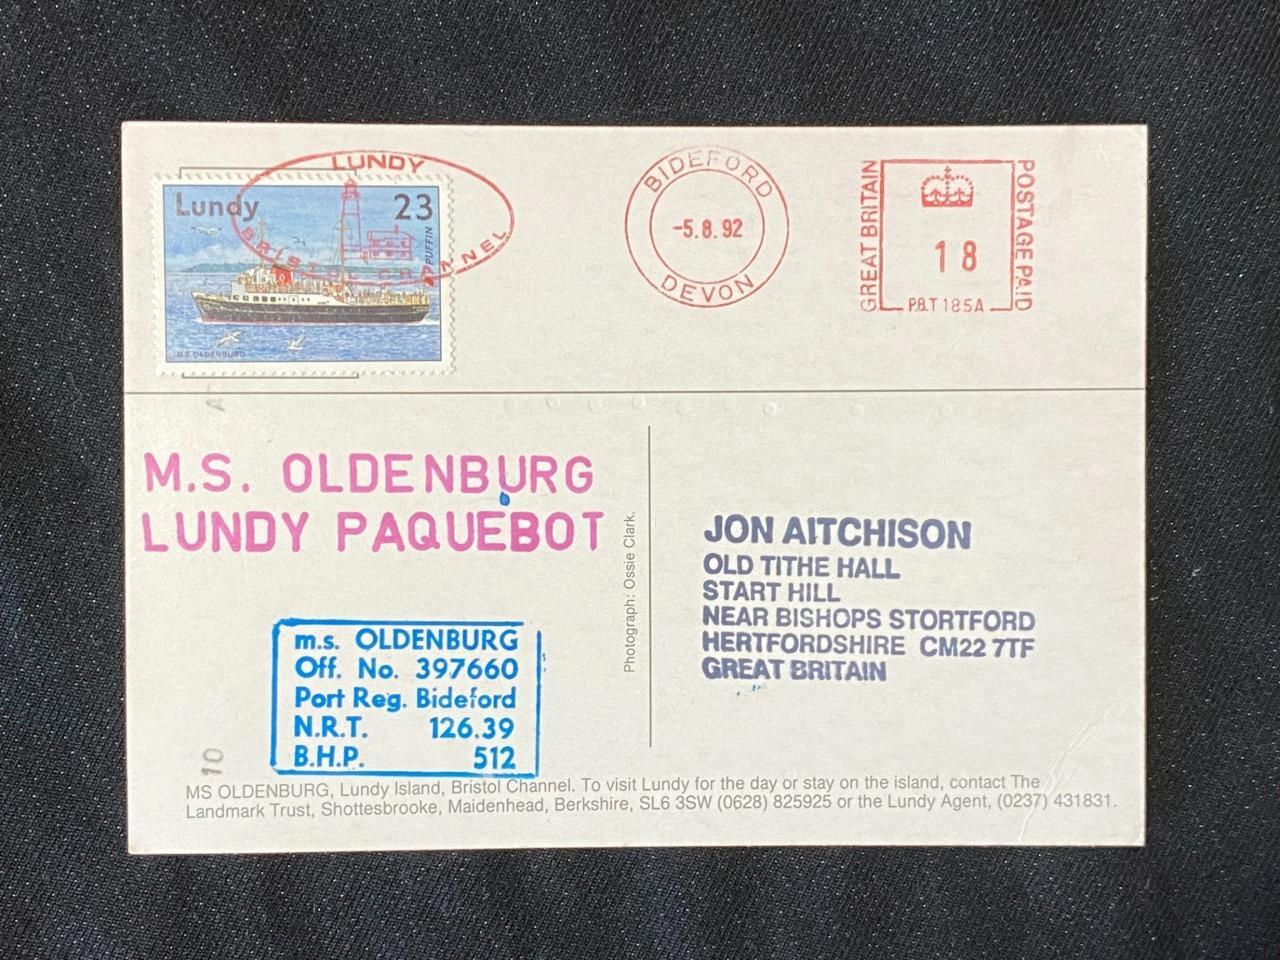 LUNDY
BRISTOL CHANNEL
Lundy
23
PUFFIN
M.S. OLDENBURG
BIDEFORD
-5.8.92
DEVON
GREAT BRITAIN
18
P.B.T 185A
POSTAGE PAID
M.S. OLDENBURG
LUNDY PAQUEBOT
Photograph: Ossie Clark.
JON AITCHISON
OLD TITHE HALL
START HILL
NEAR BISHOPS STORTFORD
HERTFORDSHIRE CM22 7TF
GREAT BRITAIN
m.s. OLDENBURG
Off. No. 397660
Port Reg. Bideford
N.R.T. 126.39
B.H.P. 512
10
MS OLDENBURG, Lundy Island, Bristol Channel. To visit Lundy for the day or stay on the island, contact The
Landmark Trust, Shottesbrooke, Maidenhead, Berkshire, SL6 3SW (0628) 825925 or the Lundy Agent, (0237) 431831.